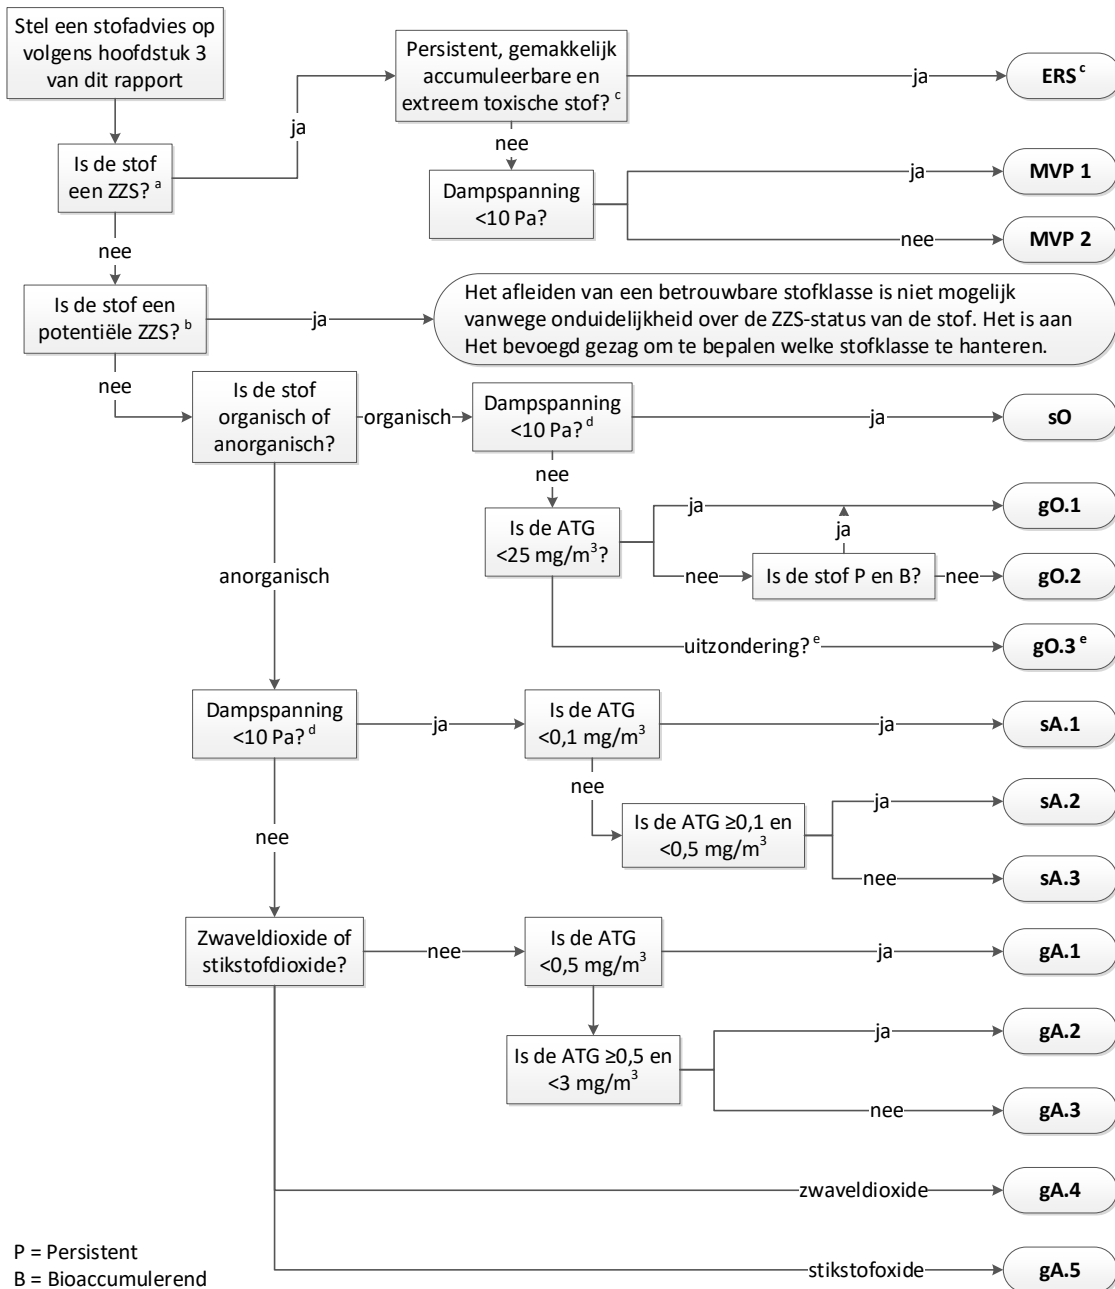 Stel een stofadvies op
volgens hoofdstuk 3
van dit rapport
Persistent, gemakkelijk
accumuleerbare en
extreem toxische stof? c
ja
ERS c
ja
nee
Is de stof
een ZZS? a
Dampspanning
<10 Pa?
ja
MVP 1
nee
MVP 2
nee
Is de stof een
potentiële ZZS? b
ja
Het afleiden van een betrouwbare stofklasse is niet mogelijk
vanwege onduidelijkheid over de ZZS-status van de stof. Het is aan
Het bevoegd gezag om te bepalen welke stofklasse te hanteren.
nee
Is de stof
organisch of
anorganisch?
organisch
Dampspanning
<10 Pa? d
ja
sO
nee
Is de ATG
<25 mg/m3?
ja
gO.1
ja
nee
Is de stof P en B?
nee
gO.2
uitzondering? e
gO.3 e
anorganisch
Dampspanning
<10 Pa? d
ja
Is de ATG
<0,1 mg/m3
ja
sA.1
nee
Is de ATG ≥0,1 en
<0,5 mg/m3
ja
sA.2
nee
sA.3
nee
Zwaveldioxide of
stikstofdioxide?
nee
Is de ATG
<0,5 mg/m3
ja
gA.1
Is de ATG ≥0,5 en
<3 mg/m3
ja
gA.2
nee
gA.3
zwaveldioxide
gA.4
stikstofoxide
gA.5
P = Persistent
B = Bioaccumulerend